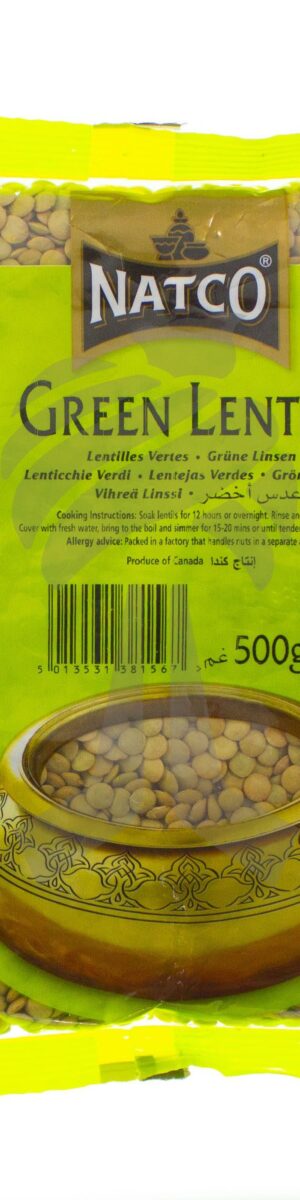 NATCO®
GREEN LENT
Lentilles Vertes • Grüne Linsen
Lenticchie Verdi • Lentejas Verdes • Grön
Vihreä Linssi • عدس أخضر
Cooking Instructions: Soak lentils for 12 hours or overnight. Rinse an
Cover with fresh water, bring to the boil and simmer for 15-20 mins or until tende
Allergy advice: Packed in a factory that handles nuts in a separate
Produce of Canada إنتاج كندا
5 013531 381567
500g غم